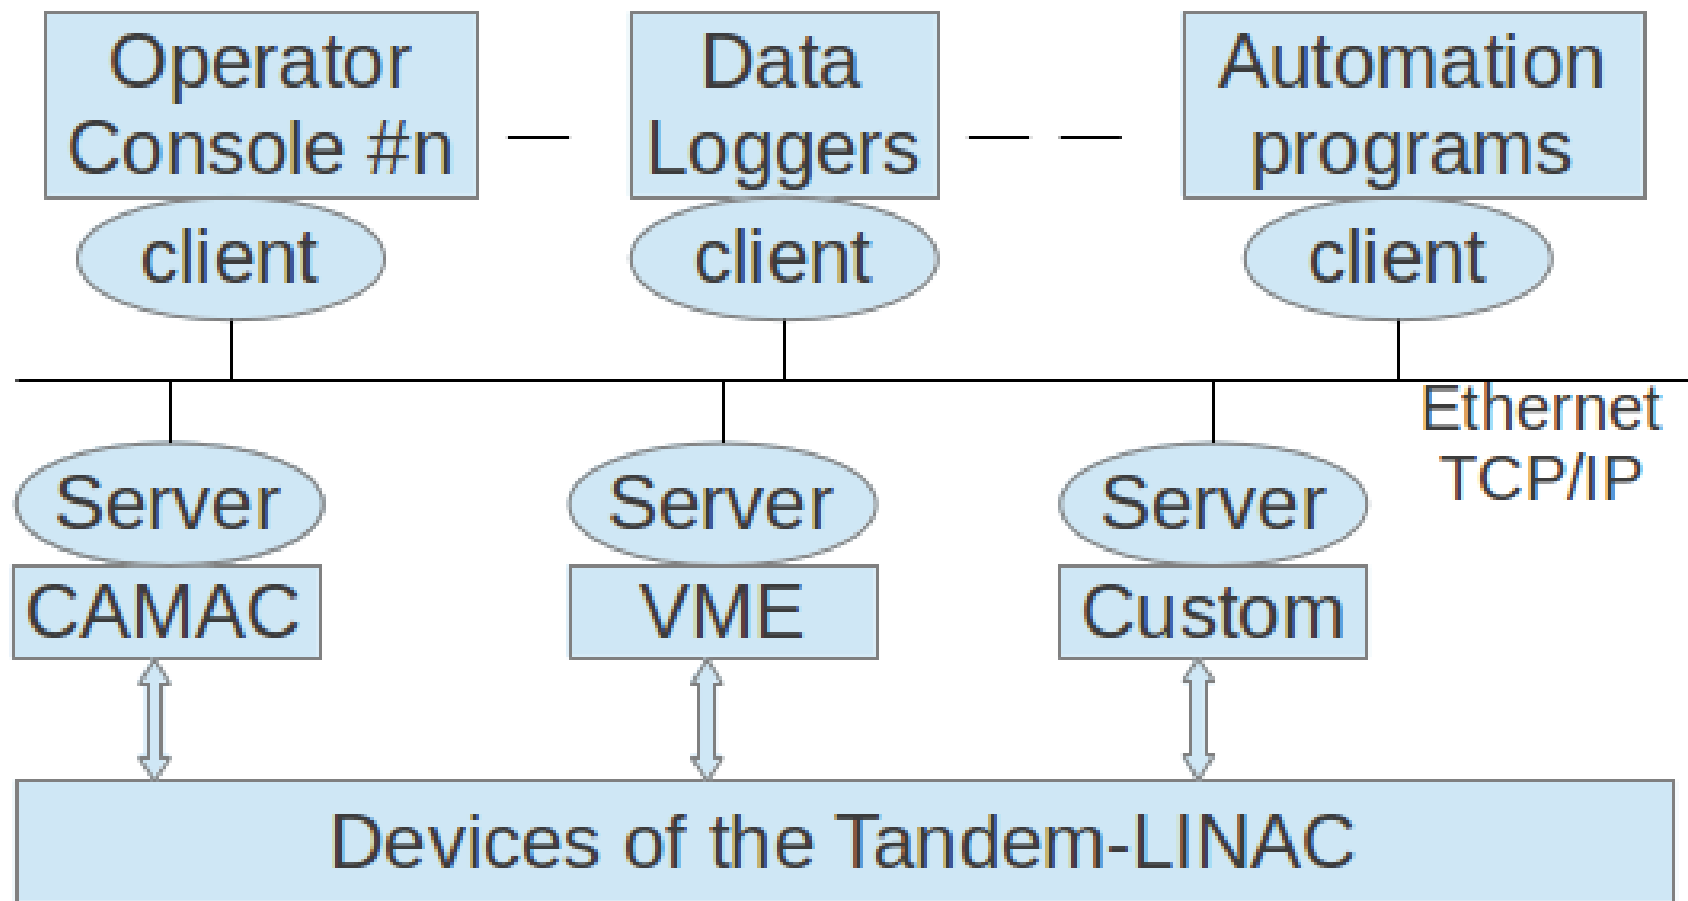 Operator
Console #n
Data
Loggers
Automation
programs
client
client
client
Ethernet
TCP/IP
Server
Server
Server
CAMAC
VME
Custom
Devices of the Tandem-LINAC